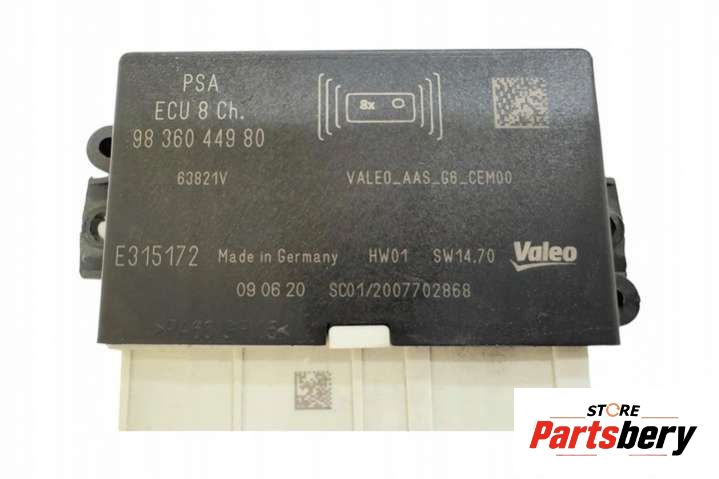 PSA
ECU 8 Ch.
98 360 449 80
8x
63821V
VALEO_AAS_G6_CEM00
E315172 Made in Germany HW01 SW14.70 Valeo
09 06 20 SC01/2007702868
STORE
Partsbery